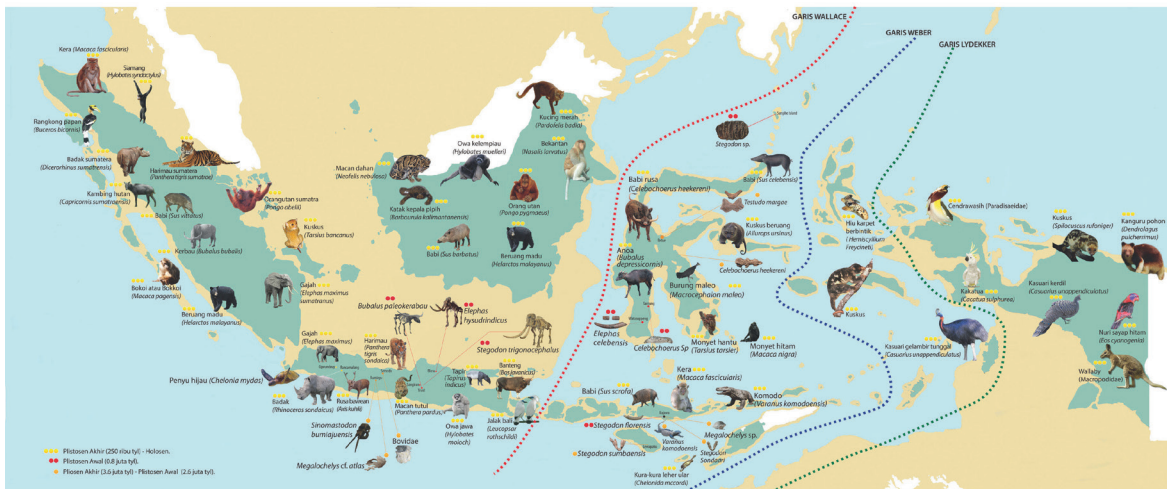 GARIS WALLACE
GARIS WEBER
GARIS LYDEKKER
Kera (Macaca fascicularis)
Siamang
(Hylobatis syndactylus)
Rangkong papan
(Buceros bicornis)
Badak sumatera
(Dicerorhinus sumatrensis)
Harimau sumatera
(Panthera tigris sumatrae)
Kambing hutan
(Capricornis sumatraensis)
Babi (Sus vittatus)
Orangutan sumatra
(Pongo abelii)
Kuskus
(Tarsius bancanus)
Kerbau (Bubalus bubalis)
Bokoi atau Bokkoi
(Macaca pagensis)
Beruang madu
(Helarctos malayanus)
Gajah
(Elephas maximus
sumatranus)
Kucing merah
(Pardofela badia)
Owa kelempiau
(Hylobates muelleri)
Bekantan
(Nasalis larvatus)
Macan dahan
(Neofelis nebulosa)
Katak kepala pipih
(Barbourula kalimantanensis)
Orang utan
(Pongo pygmaeus)
Babi (Sus barbatus)
Beruang madu
(Helarctos malayanus)
Stegodon sp.
Babi (Sus celebensis)
Babi rusa
(Celebochoerus heekereni)
Testudo margae
Kuskus beruang
(Ailurops ursinus)
Celebochoerus heekereni
Anoa
(Bubalus
depressicornis)
Burung maleo
(Macrocephalon maleo)
Elephas
celebensis
Celebochoerus Sp
Monyet hantu
(Tarsius tarsier)
Monyet hitam
(Macaca nigra)
Hiu karpet
berbintik
Kuskus
Cendrawasih (Paradisaeidae)
Kuskus
(Spilocuscus rufoniger)
Kanguru pohon
(Dendrolagus
pulcherrimus)
Kakatua
(Cacatua sulphurea)
Kasuari kerdil
(Casuarius unappendiculatus)
Kasuari gelambir tunggal
(Casuarius unappendiculatus)
Nuri sayap hitam
(Eos cyanogenia)
Wallaby
(Macropodidae)
Bubalus paleokerabau
Elephas
hysudrindicus
Stegodon trigonocephalus
Gajah
(Elephas maximus)
Harimau
(Panthera
tigris
sondaica)
Tapir
(Tapirus
indicus)
Banteng
(Bos javanicus)
Penyu hijau (Chelonia mydas)
Badak
(Rhinoceros sondaicus)
Rusa bawean
(Axis kuhlii)
Macan tutul
(Panthera pardus)
Owa jawa
(Hylobates
moloch)
Jalak bali
(Leucopsar
rothschildi)
Sinomastodon
bumiajuensis
Bovidae
Megalochelys cf. atlas
Babi (Sus scrofa)
Kera
(Macaca fascicularis)
Komodo
(Varanus komodoensis)
Stegodon florensis
Stegodon sumbaensis
Varanus
komodoensis
Megalochelys sp.
Stegodon
Sondaari
Kura-kura leher ular
(Chelonida mccordi)
Plistosen Akhir (250 ribu tyl) - Holosen.
Plistosen Awal (0.8 juta tyl).
Pliosen Akhir (3.6 juta tyl) - Plistosen Awal (2.6 juta tyl).